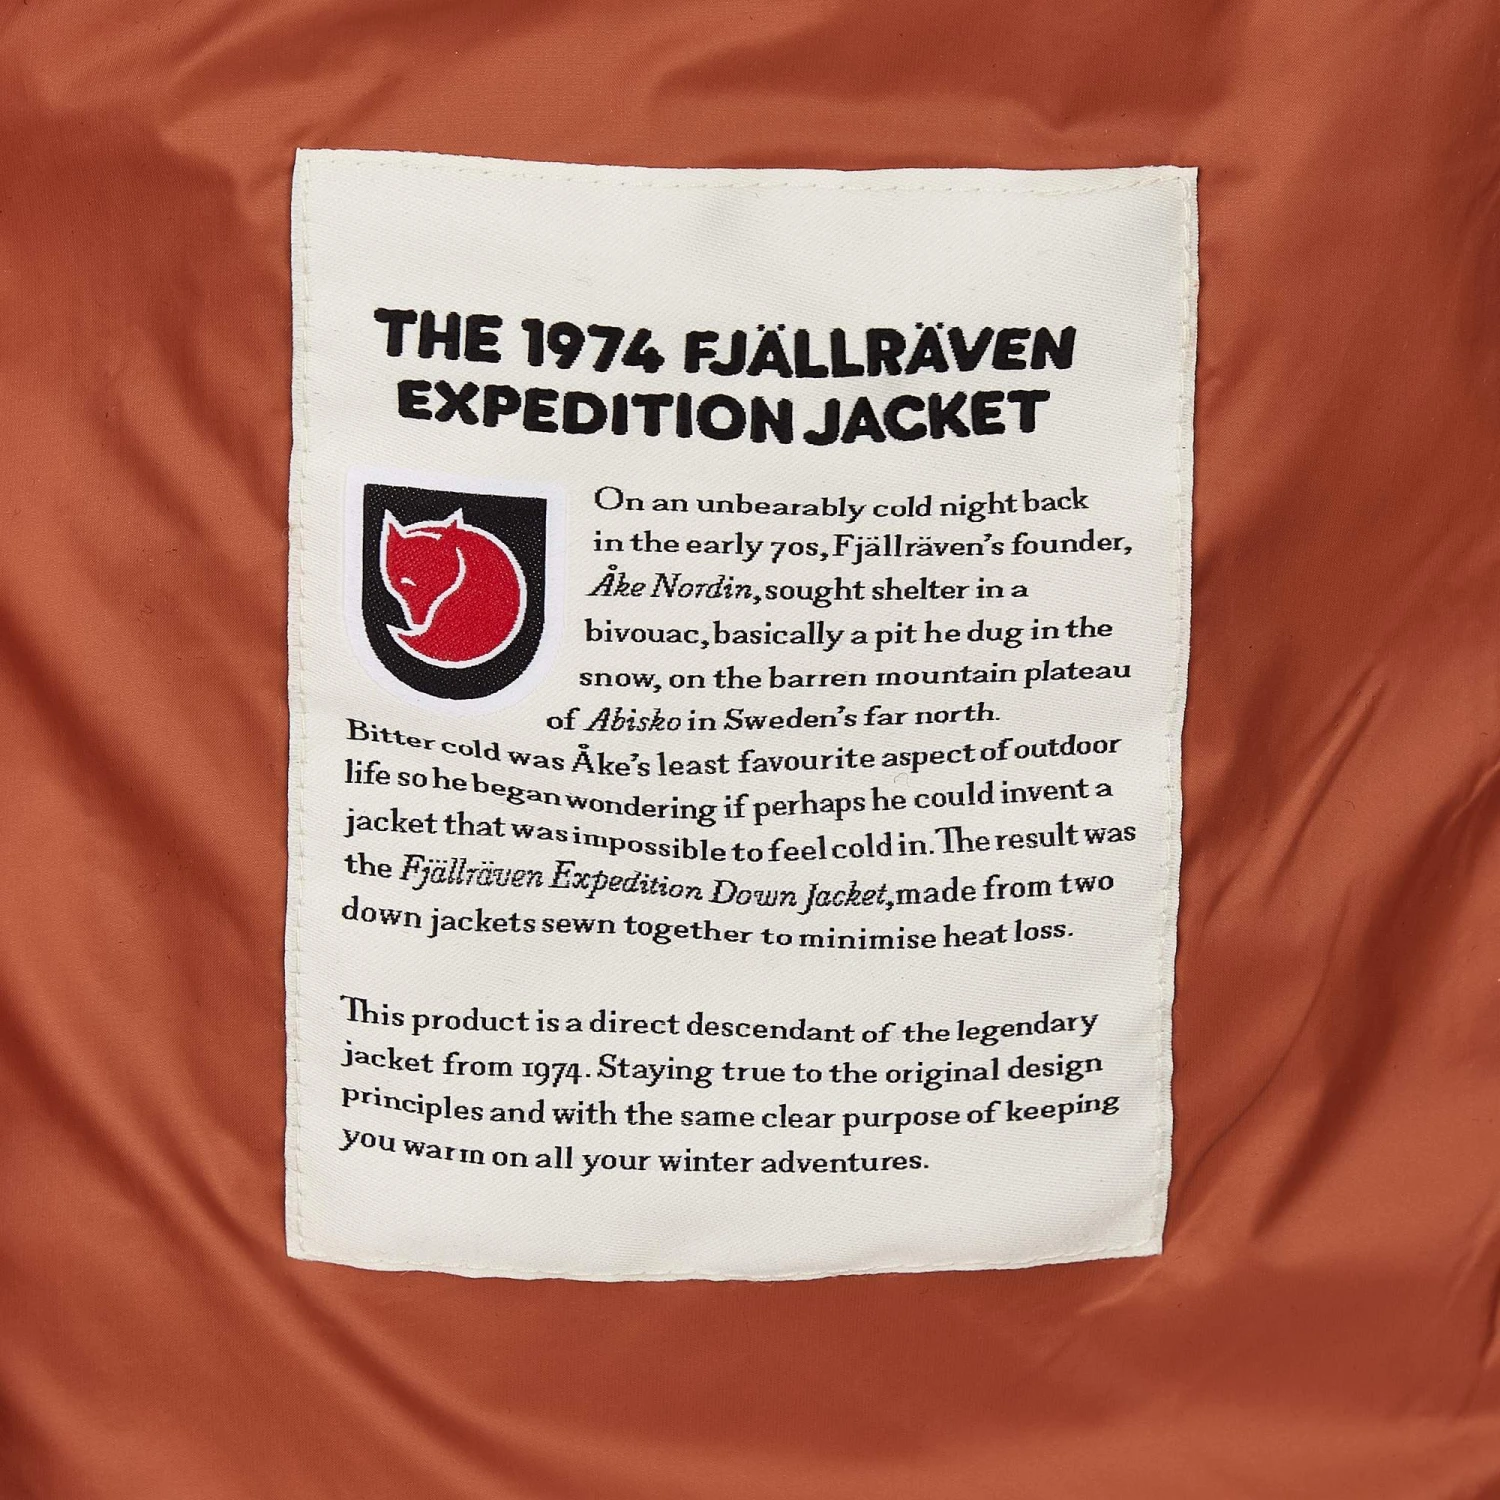 THE 1974 FJÄLLRÄVEN
EXPEDITION JACKET
On an unbearably cold night back
in the early 70s, Fjällräven's founder,
Åke Nordin, sought shelter in a
bivouac, basically a pit he dug in the
snow, on the barren mountain plateau
of Abisko in Sweden's far north.
Bitter cold was Åke's least favourite aspect of outdoor
life so he began wondering if perhaps he could invent a
jacket that was impossible to feel cold in. The result was
the Fjällräven Expedition Down Jacket, made from two
down jackets sewn together to minimise heat loss.
This product is a direct descendant of the legendary
jacket from 1974. Staying true to the original design
principles and with the same clear purpose of keeping
you warm on all your winter adventures.